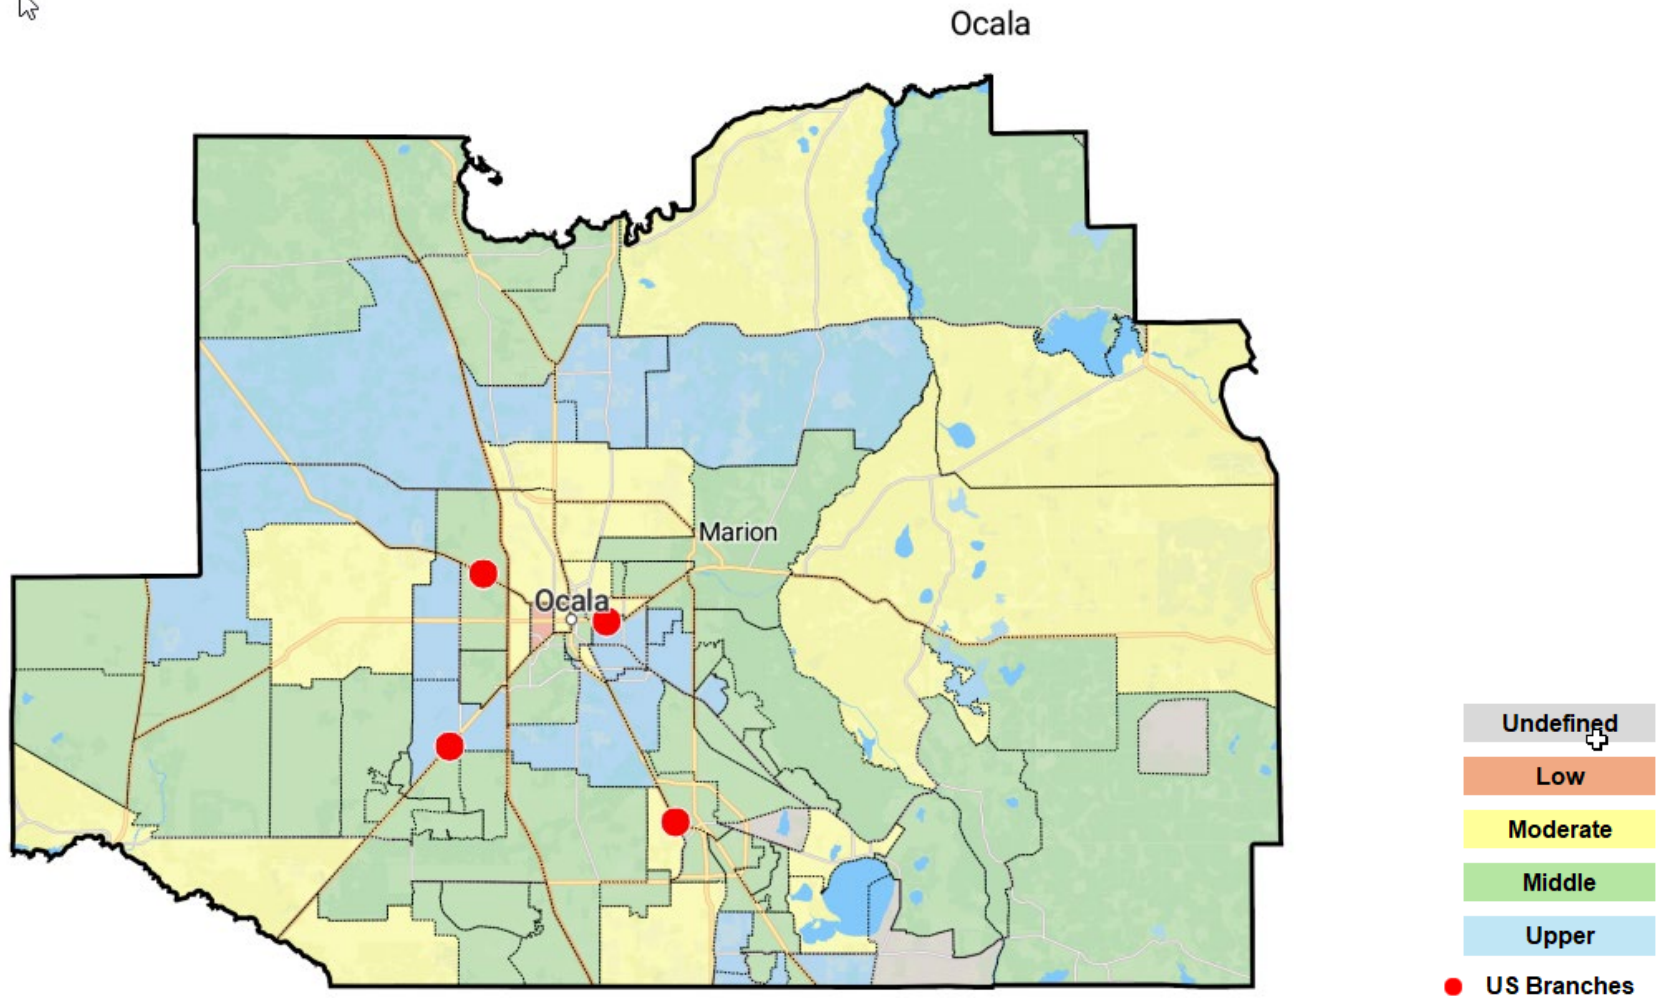 Ocala
Marion
Ocala
Undefined
Low
Moderate
Middle
Upper
US Branches